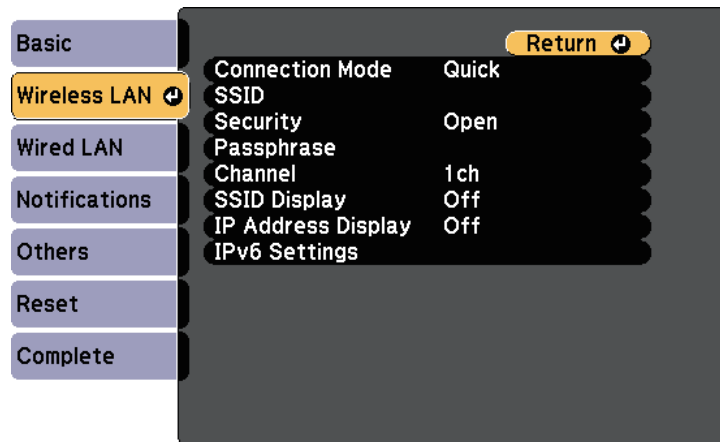 Basic
Wireless LAN
Wired LAN
Notifications
Others
Reset
Complete
Return
Connection Mode Quick
SSID
Security Open
Passphrase
Channel 1ch
SSID Display Off
IP Address Display Off
IPv6 Settings